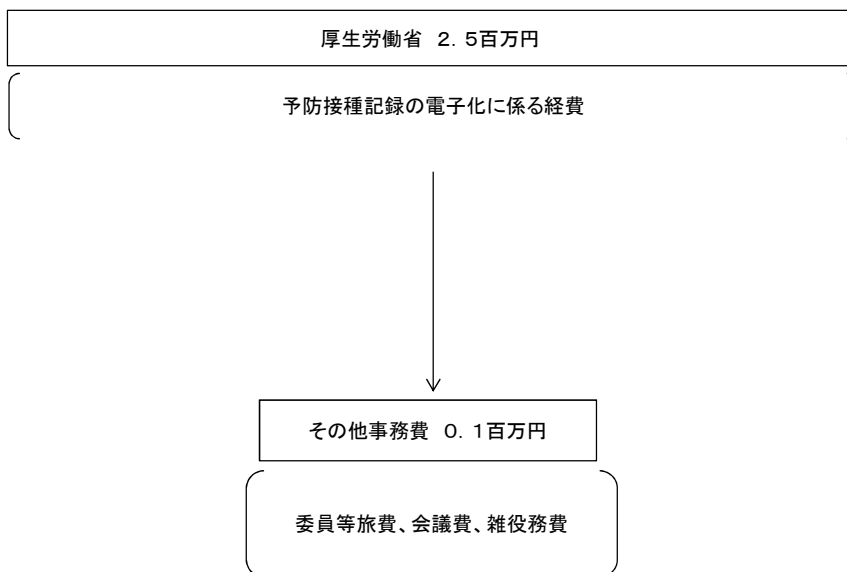 厚生労働省　２．５百万円
予防接種記録の電子化に係る経費
その他事務費　０．１百万円
委員等旅費、会議費、雑役務費